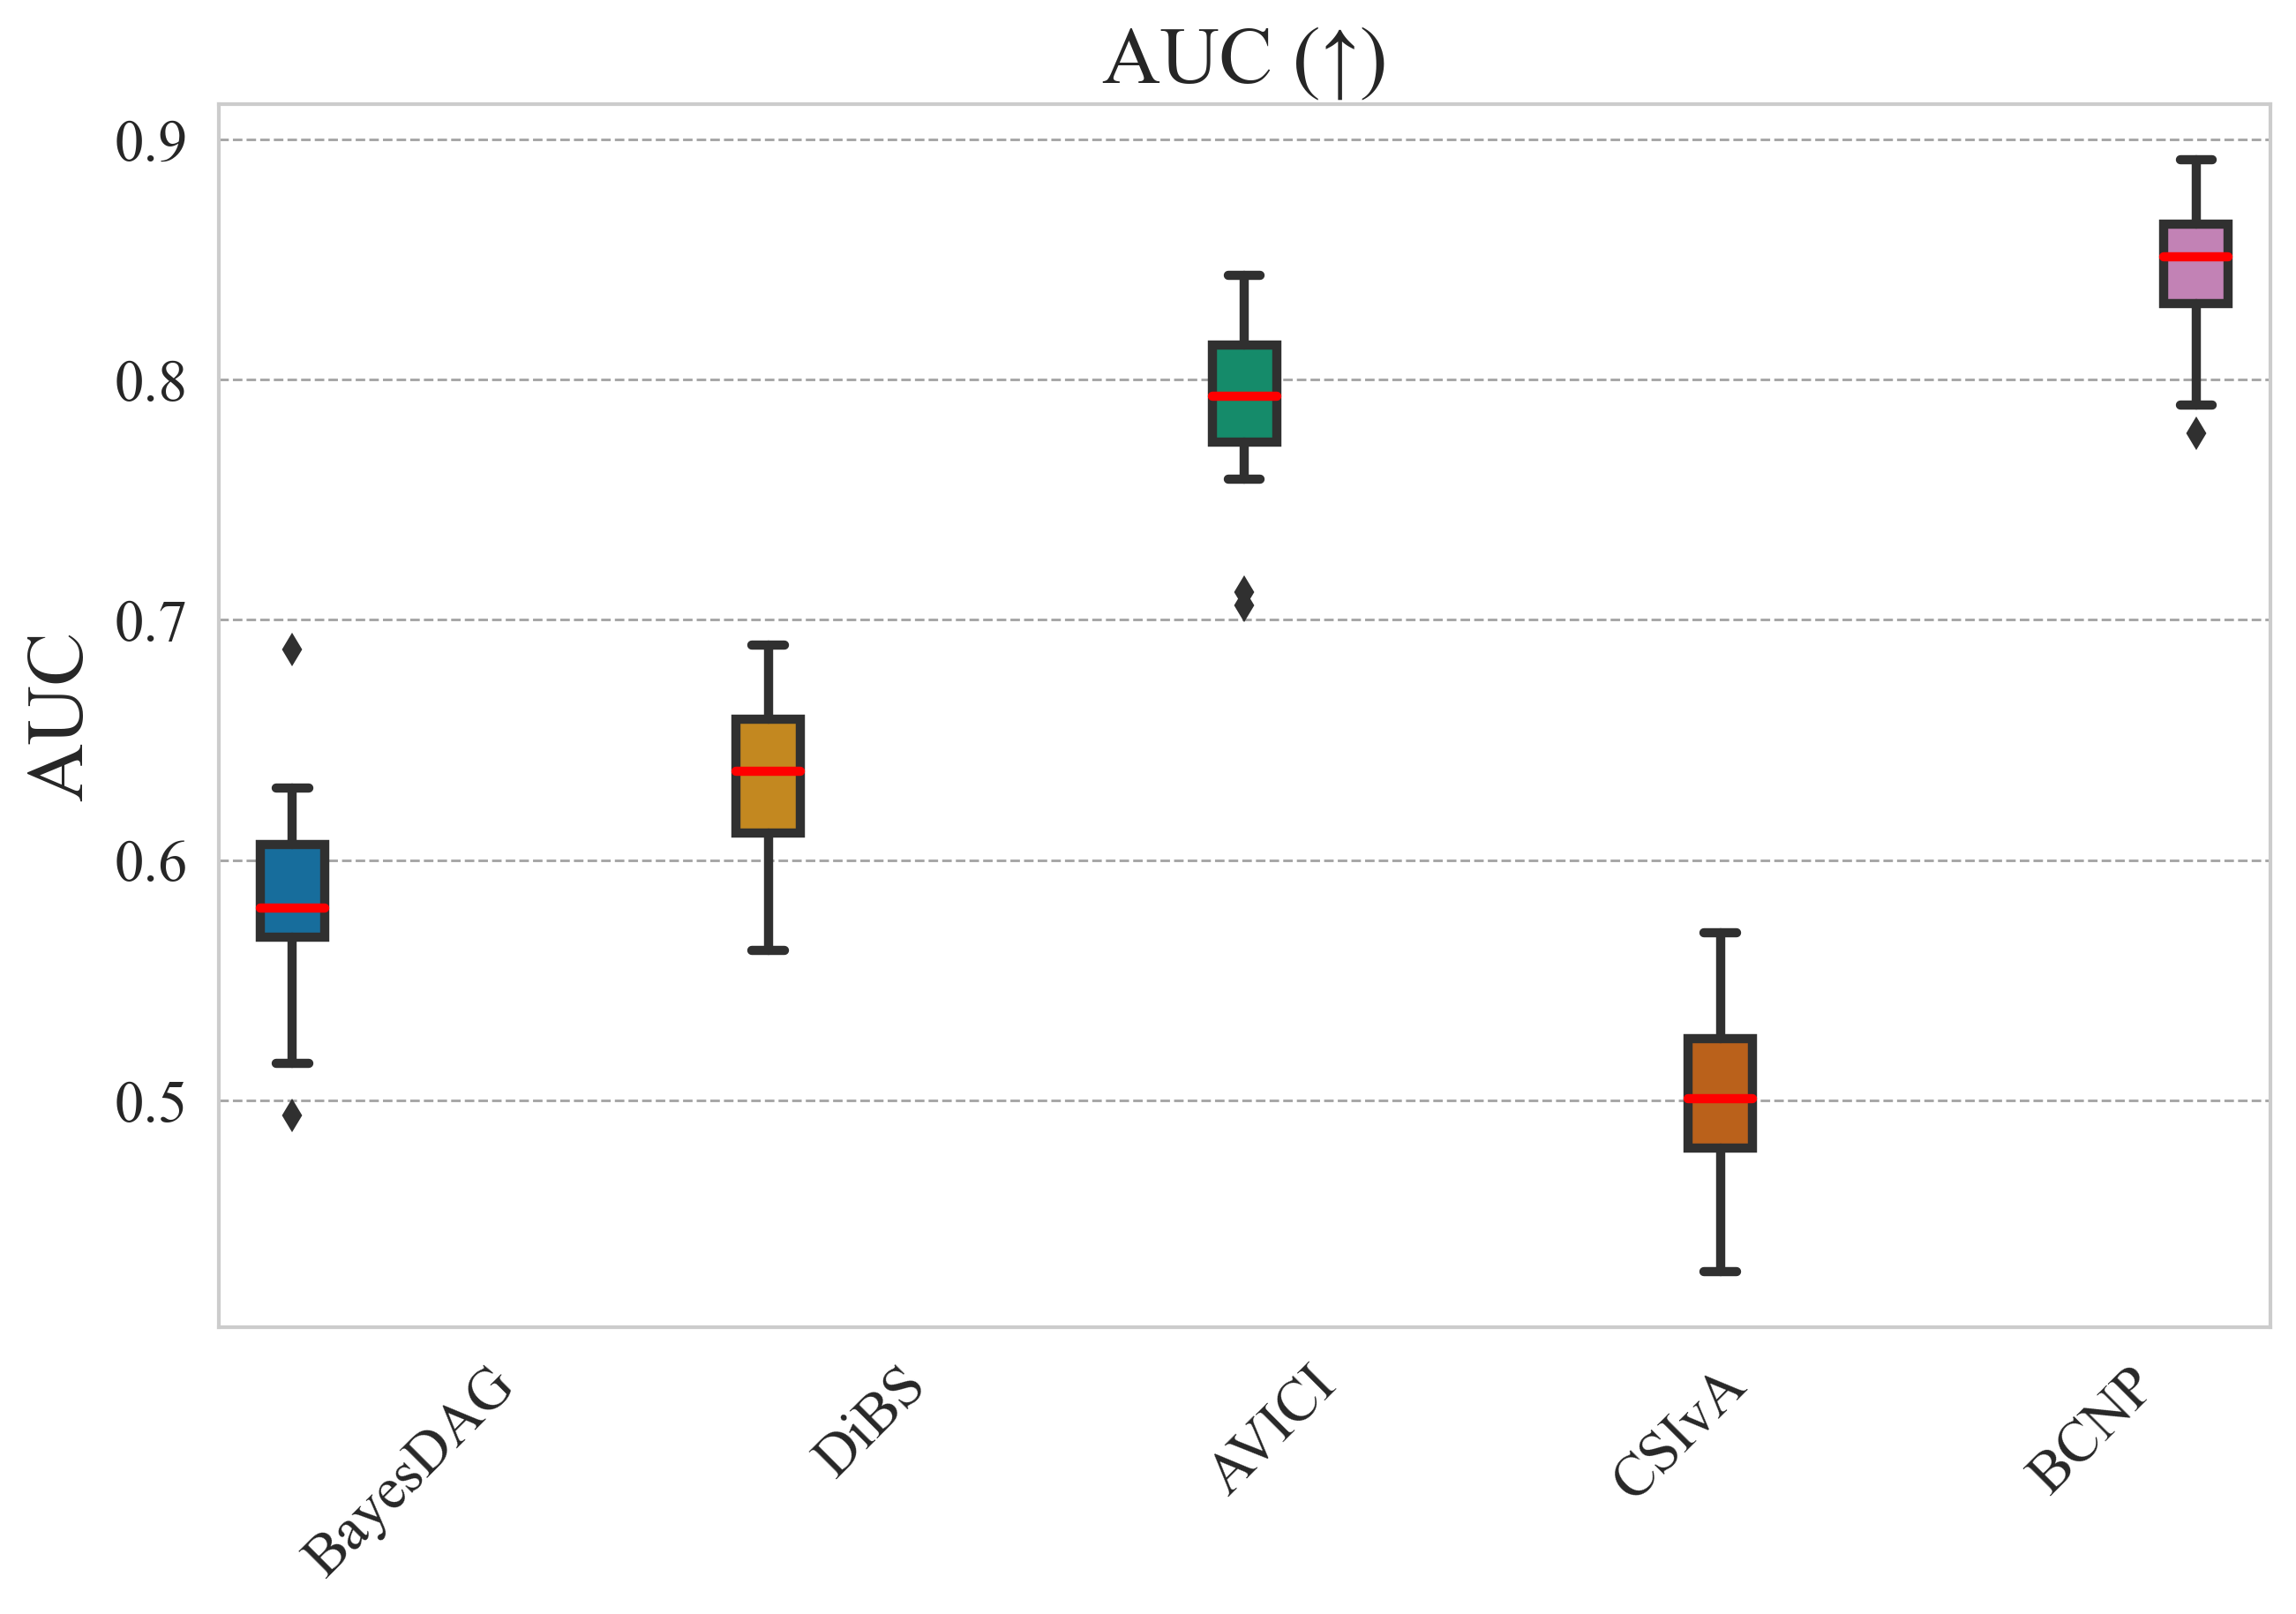 AUC (↑)
AUC
0.9
0.8
0.7
0.6
0.5
BayesDAG
DiBS
AVICI
CSIvA
BCNP